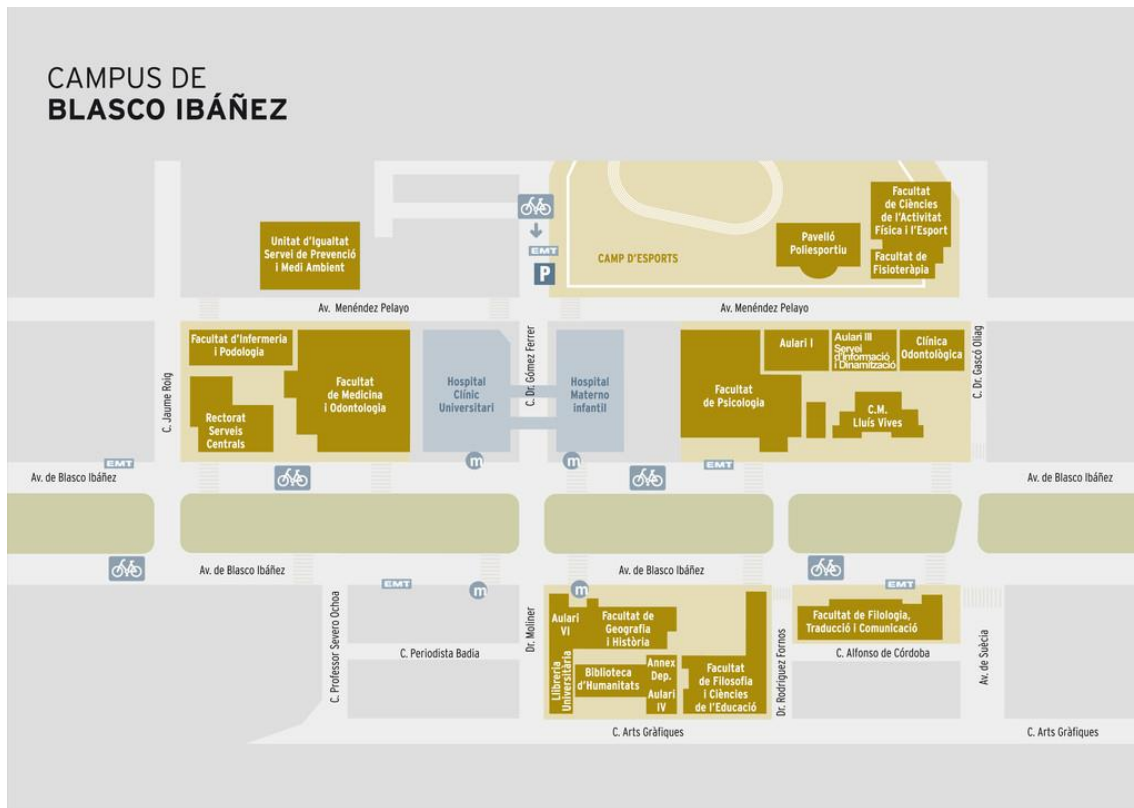 CAMPUS DE
BLASCO IBÁÑEZ
Unitat d'Igualtat
Servei de Prevenció
i Medi Ambient
EMT
P
CAMP D'ESPORTS
Pavelló
Poliesportiu
Facultat
de Ciències
de l'Activitat
Física i l'Esport
Facultat de
Fisioteràpia
Av. Menéndez Pelayo
Av. Menéndez Pelayo
C. Jaume Roig
Facultat d'Infermeria
i Podologia
Rectorat
Serveis
Centrals
Facultat
de Medicina
i Odontologia
Hospital
Clínic
Universitari
C. Dr. Gómez Ferrer
Hospital
Materno
infantil
Facultat
de Psicologia
Aulari I
Aulari III
Servei
d'Informació
i Dinamització
Clínica
Odontològica
C.M.
Lluís Vives
C. Dr. Gascó Oliag
EMT
m
m
EMT
Av. de Blasco Ibáñez
Av. de Blasco Ibáñez
Av. de Blasco Ibáñez
Av. de Blasco Ibáñez
EMT
m
m
EMT
C. Professor Severo Ochoa
C. Periodista Badia
Dr. Moliner
Aulari
VI
Llibreria
Universitària
Facultat de
Geografia
i Història
Biblioteca
d'Humanitats
Annex
Dep.
Aulari
IV
Facultat
de Filosofia
i Ciències
de l'Educació
Dr. Rodríguez Fornos
Facultat de Filologia,
Traducció i Comunicació
C. Alfonso de Córdoba
Av. de Suècia
C. Arts Gràfiques
C. Arts Gràfiques